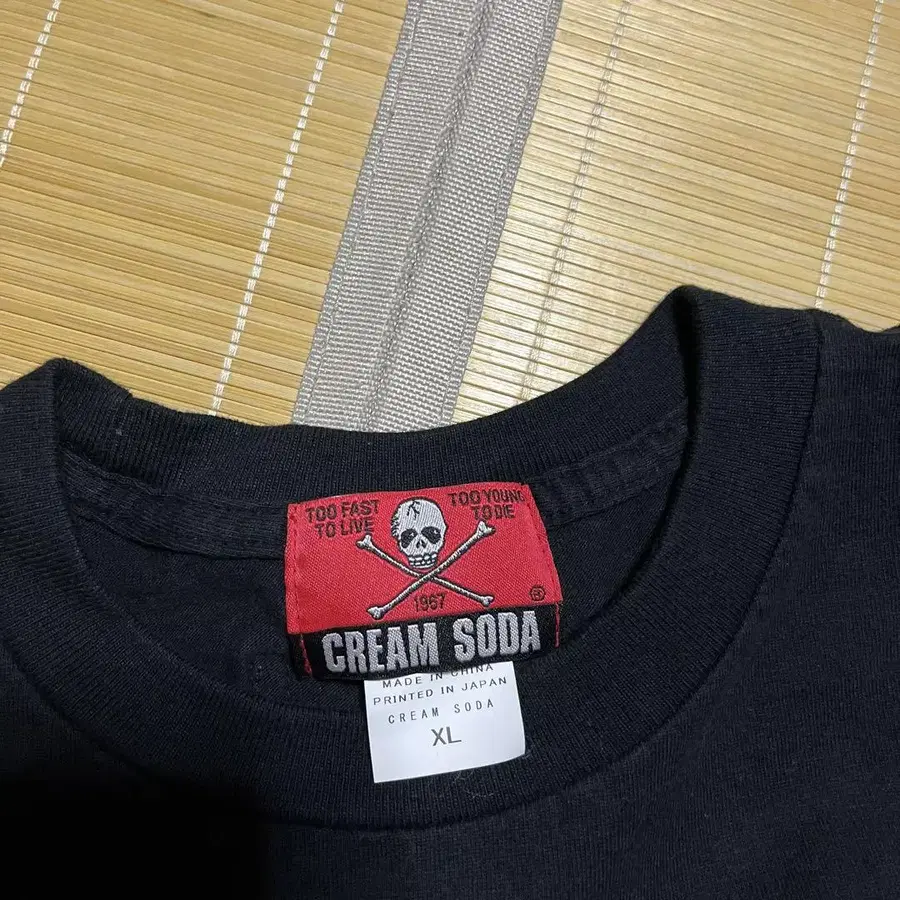 TOO FAST
TO LIVE
TOO YOUNG
TO DIE
1967
®
CREAM SODA
MADE IN CHINA
PRINTED IN JAPAN
CREAM SODA
XL